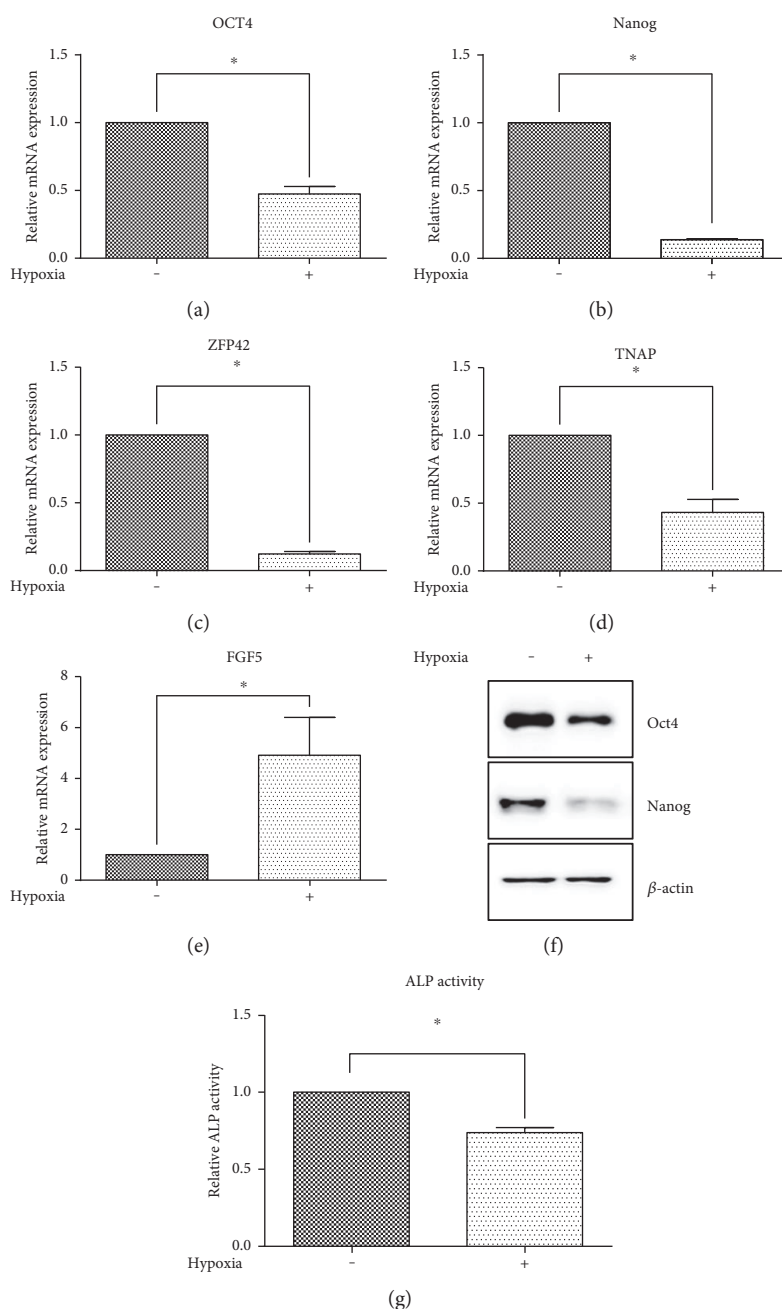 OCT4
Relative mRNA expression
1.5
*
1.0
0.5
0.0
Hypoxia - +
(a)
Nanog
Relative mRNA expression
1.5
*
1.0
0.5
0.0
Hypoxia - +
(b)
ZFP42
Relative mRNA expression
1.5
*
1.0
0.5
0.0
Hypoxia - +
(c)
TNAP
Relative mRNA expression
1.5
*
1.0
0.5
0.0
Hypoxia - +
(d)
FGF5
Relative mRNA expression
8
*
6
4
2
0
Hypoxia - +
(e)
Hypoxia - +
Oct4
Nanog
β-actin
(f)
ALP activity
Relative ALP activity
1.5
*
1.0
0.5
0.0
Hypoxia - +
(g)